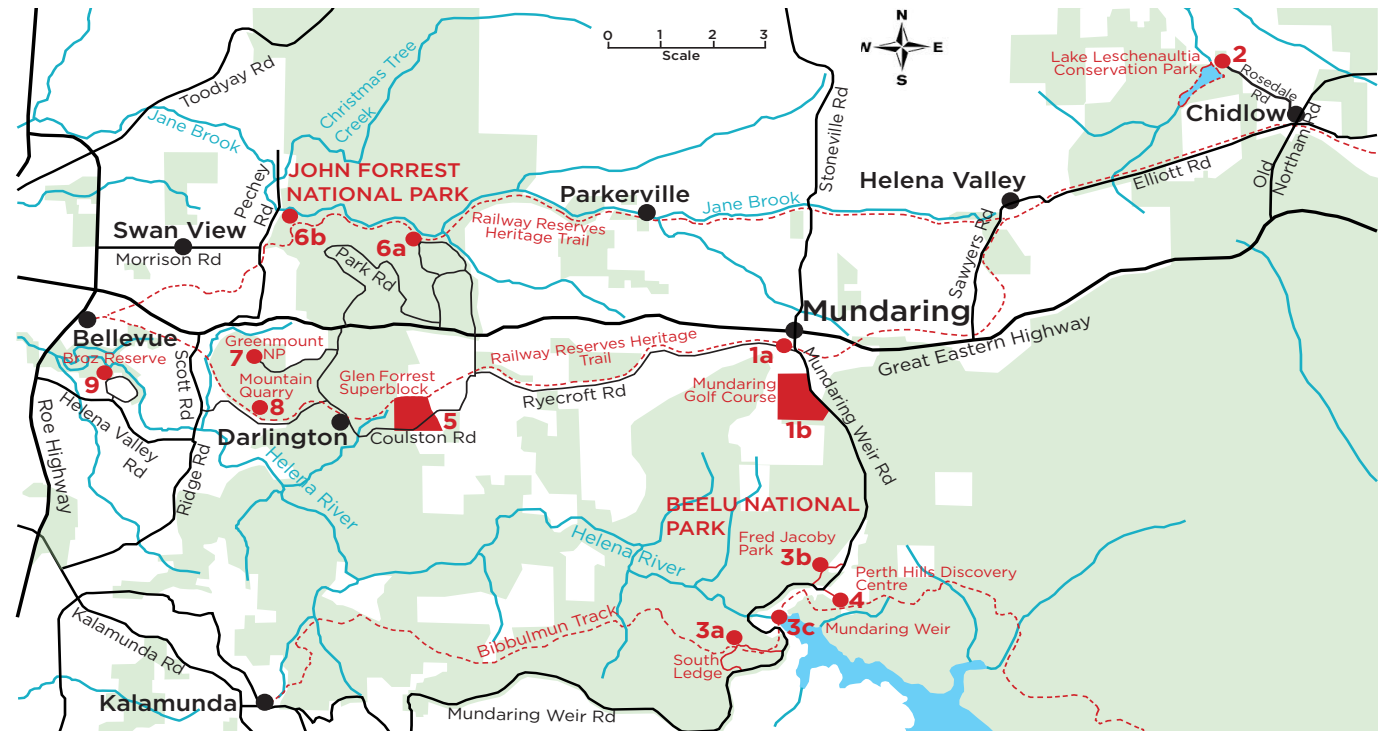 0 1 2 3
Scale
N
W E
S
Toodyay Rd
Christmas Tree
Creek
Jane Brook
JOHN FORREST
NATIONAL PARK
Pechey
Rd
Swan View
Morrison Rd
6b
6a
Park Rd
Railway Reserves
Heritage Trail
Parkerville
Jane Brook
Stoneville Rd
Helena Valley
Sawyers Rd
Elliott Rd
Lake Leschenaultia
Conservation Park
2
Rosedale
Rd
Chidlow
Old
Northam Rd
Bellevue
Broz Reserve
9
Scott Rd
Greenmount
NP
7
Mountain
Quarry
8
Glen Forrest
Superblock
5
Darlington
Coulston Rd
Railway Reserves Heritage
Trail
Ryecroft Rd
Mundaring
1a
Great Eastern Highway
Mundaring
Golf Course
1b
Mundaring Weir Rd
Roe Highway
Helena Valley
Rd
Ridge Rd
Helena River
BEELU NATIONAL
PARK
Helena River
Fred Jacoby
Park
3b
Perth Hills Discovery
Centre
4
3c
Mundaring Weir
3a
South
Ledge
Bibbulmun Track
Kalamunda Rd
Kalamunda
Mundaring Weir Rd